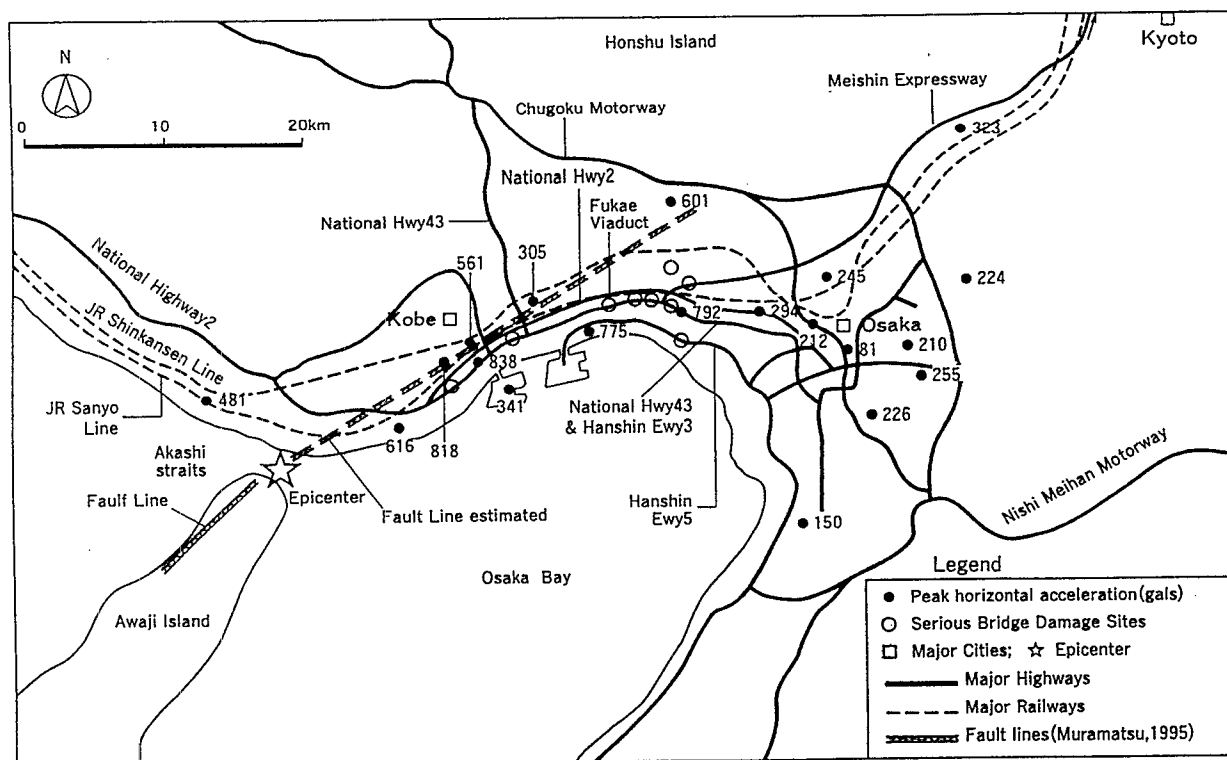 Honshu Island
Kyoto
N
Meishin Expressway
0 10 20km
Chugoku Motorway
323
National Hwy2
601
Fukae
Viaduct
National Hwy43
305
561
National Highway2
245
224
Kobe
792
294
JR Shinkansen Line
Osaka
775
212
81
210
838
255
JR Sanyo
Line
481
341
National Hwy43
& Hanshin Ewy3
226
616
818
Akashi
straits
Epicenter
Faulf Line
Fault Line estimated
Hanshin
Ewy5
150
Nishi Meihan Motorway
Osaka Bay
Awaji Island
Legend
Peak horizontal acceleration(gals)
Serious Bridge Damage Sites
Major Cities; Epicenter
Major Highways
Major Railways
Fault lines(Muramatsu,1995)